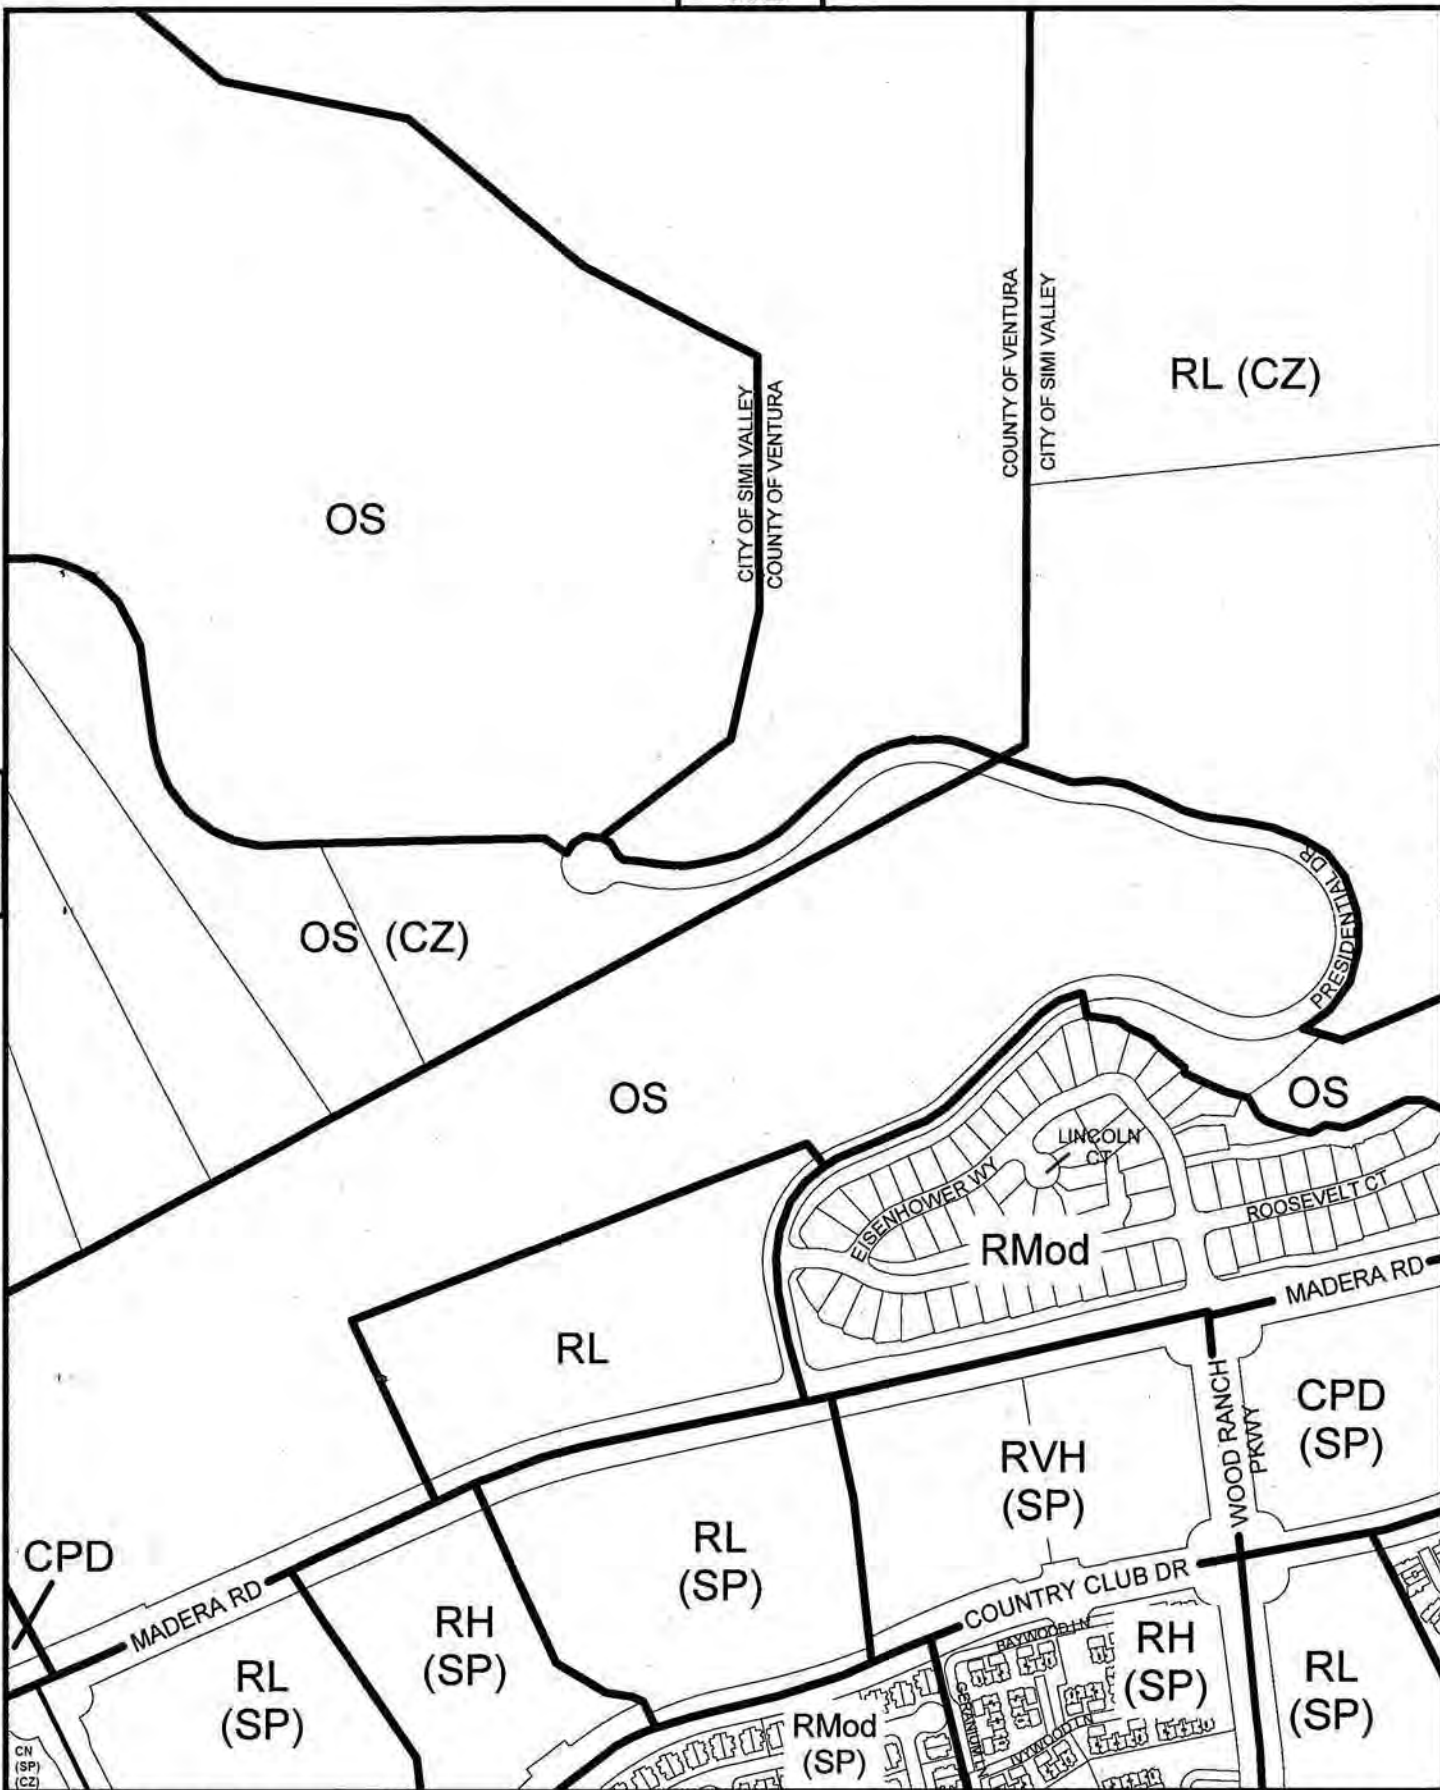 COUNTY OF VENTURA
CITY OF SIMI VALLEY
RL (CZ)
CITY OF SIMI VALLEY
COUNTY OF VENTURA
OS
PRESIDENTIAL DR
OS (CZ)
OS
OS
LINCOLN
CT
EISENHOWER WY
ROOSEVELT CT
RMod
MADERA RD
RL
WOOD RANCH
PKWY
CPD
(SP)
RVH
(SP)
RL
(SP)
CPD
MADERA RD
COUNTRY CLUB DR
RH
(SP)
BAYWOOD LN
RH
(SP)
RL
(SP)
RL
(SP)
GERANIUM LN
IVYWOOD LN
RMod
(SP)
CN
(SP)
(CZ)